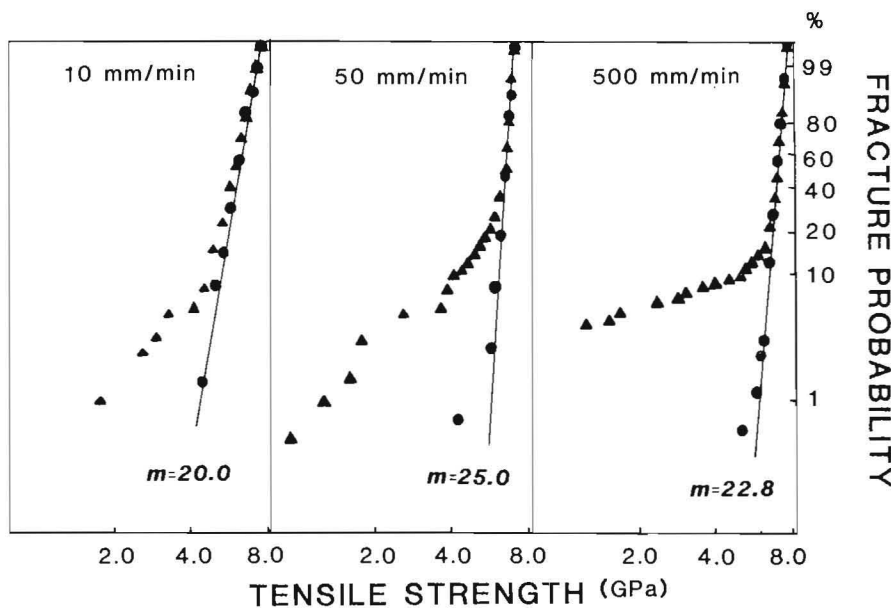 %
10 mm/min
50 mm/min
500 mm/min
99
80
60
40
20
10
1
FRACTURE PROBABILITY
m=20.0
m=25.0
m=22.8
2.0 4.0 8.0 2.0 4.0 6.0 2.0 4.0 8.0
TENSILE STRENGTH (GPa)